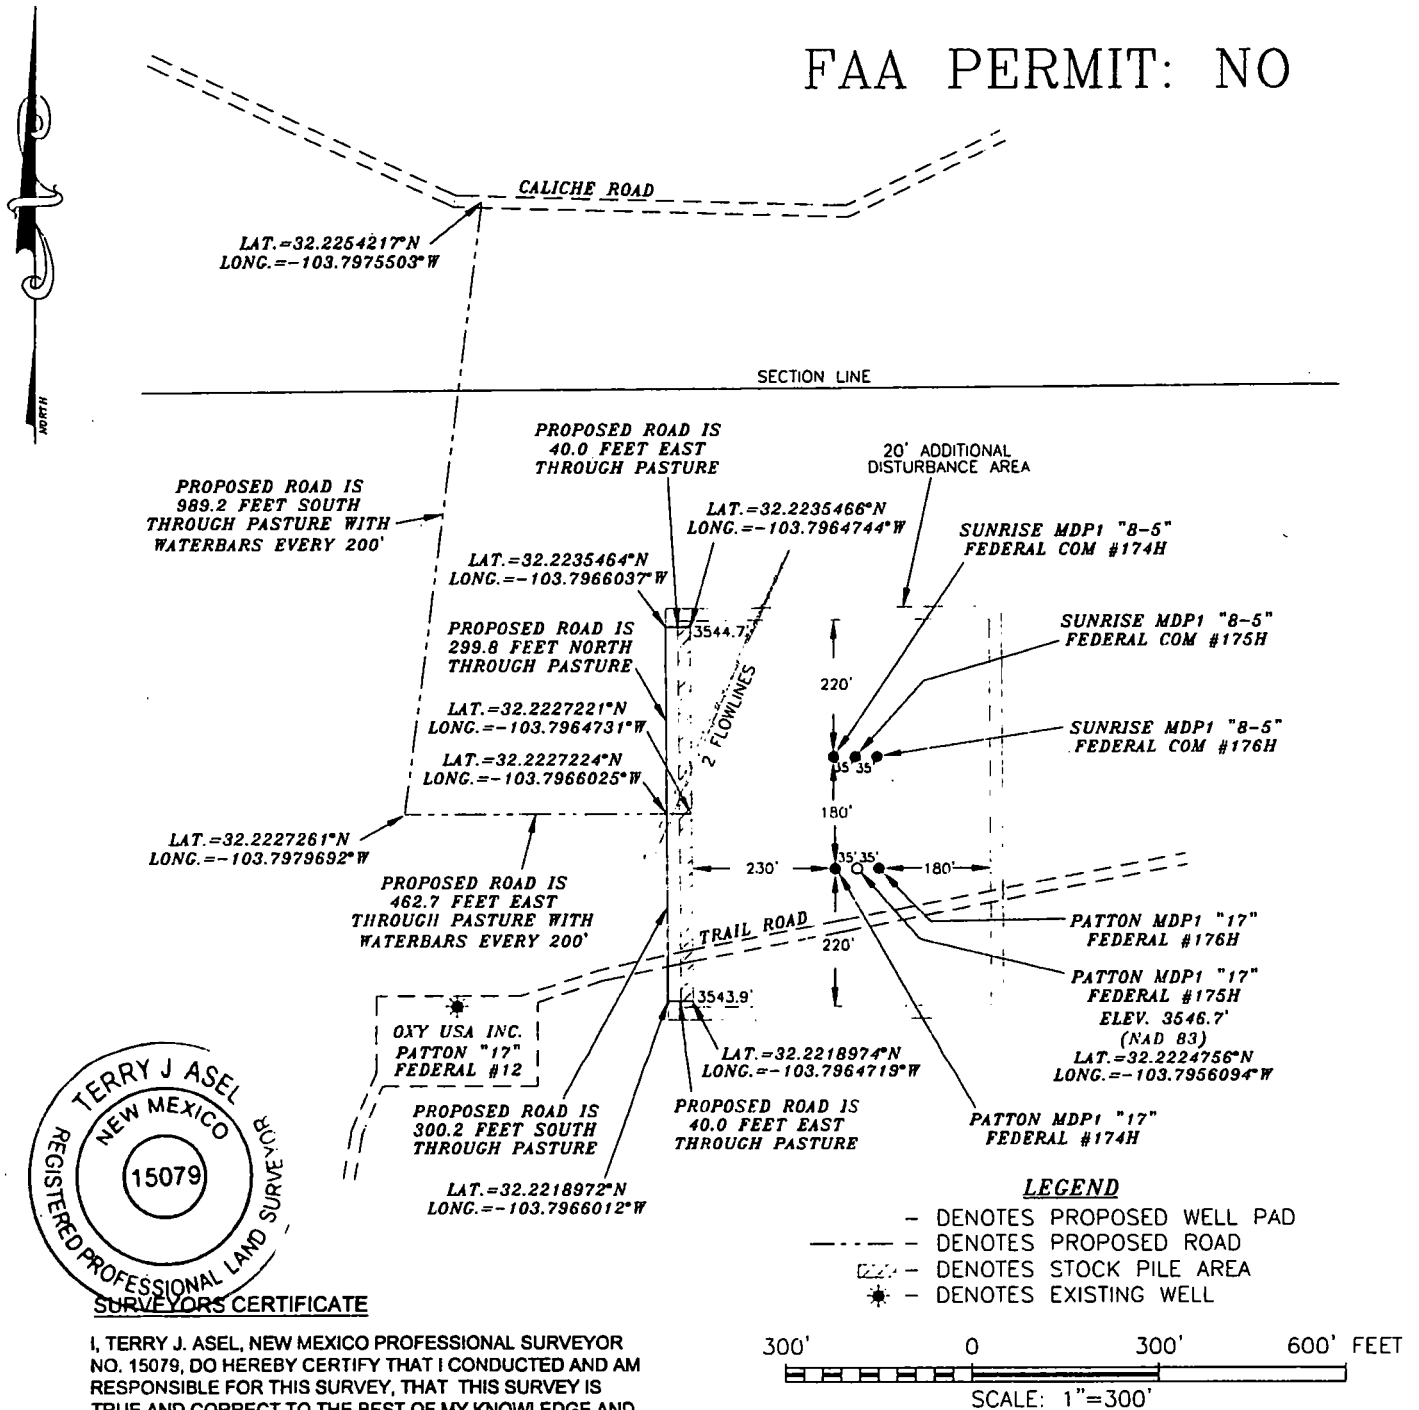 FAA PERMIT: NO
NORTH
CALICHE ROAD
LAT.=32.2254217°N
LONG.=-103.7975503°W
SECTION LINE
PROPOSED ROAD IS
40.0 FEET EAST
THROUGH PASTURE
20' ADDITIONAL
DISTURBANCE AREA
PROPOSED ROAD IS
989.2 FEET SOUTH
THROUGH PASTURE WITH
WATERBARS EVERY 200'
LAT.=32.2235466°N
LONG.=-103.7964744°W
SUNRISE MDP1 "8-5"
FEDERAL COM #174H
LAT.=32.2235464°N
LONG.=-103.7966037°W
3544.7'
SUNRISE MDP1 "8-5"
FEDERAL COM #175H
PROPOSED ROAD IS
299.8 FEET NORTH
THROUGH PASTURE
220'
2 FLOWLINES
LAT.=32.2227221°N
LONG.=-103.7964731°W
SUNRISE MDP1 "8-5"
FEDERAL COM #176H
LAT.=32.2227224°N
LONG.=-103.7966025°W
35' 35'
180'
LAT.=32.2227261°N
LONG.=-103.7979692°W
230'
35' 35'
180'
PROPOSED ROAD IS
462.7 FEET EAST
THROUGH PASTURE WITH
WATERBARS EVERY 200'
TRAIL ROAD
220'
PATTON MDP1 "17"
FEDERAL #176H
PATTON MDP1 "17"
FEDERAL #175H
ELEV. 3546.7'
(NAD 83)
LAT.=32.2224756°N
LONG.=-103.7956094°W
3543.9'
OXY USA INC.
PATTON "17"
FEDERAL #12
LAT.=32.2218974°N
LONG.=-103.7964719°W
PROPOSED ROAD IS
300.2 FEET SOUTH
THROUGH PASTURE
PROPOSED ROAD IS
40.0 FEET EAST
THROUGH PASTURE
PATTON MDP1 "17"
FEDERAL #174H
LAT.=32.2218972°N
LONG.=-103.7966012°W
TERRY J ASEL
NEW MEXICO
15079
REGISTERED PROFESSIONAL LAND SURVEYOR
LEGEND
- DENOTES PROPOSED WELL PAD
- DENOTES PROPOSED ROAD
- DENOTES STOCK PILE AREA
- DENOTES EXISTING WELL
SURVEYORS CERTIFICATE
I, TERRY J. ASEL, NEW MEXICO PROFESSIONAL SURVEYOR
NO. 15079, DO HEREBY CERTIFY THAT I CONDUCTED AND AM
RESPONSIBLE FOR THIS SURVEY, THAT THIS SURVEY IS
TRUE AND CORRECT TO THE BEST OF MY KNOWLEDGE AND
300' 0 300' 600' FEET
SCALE: 1"=300'